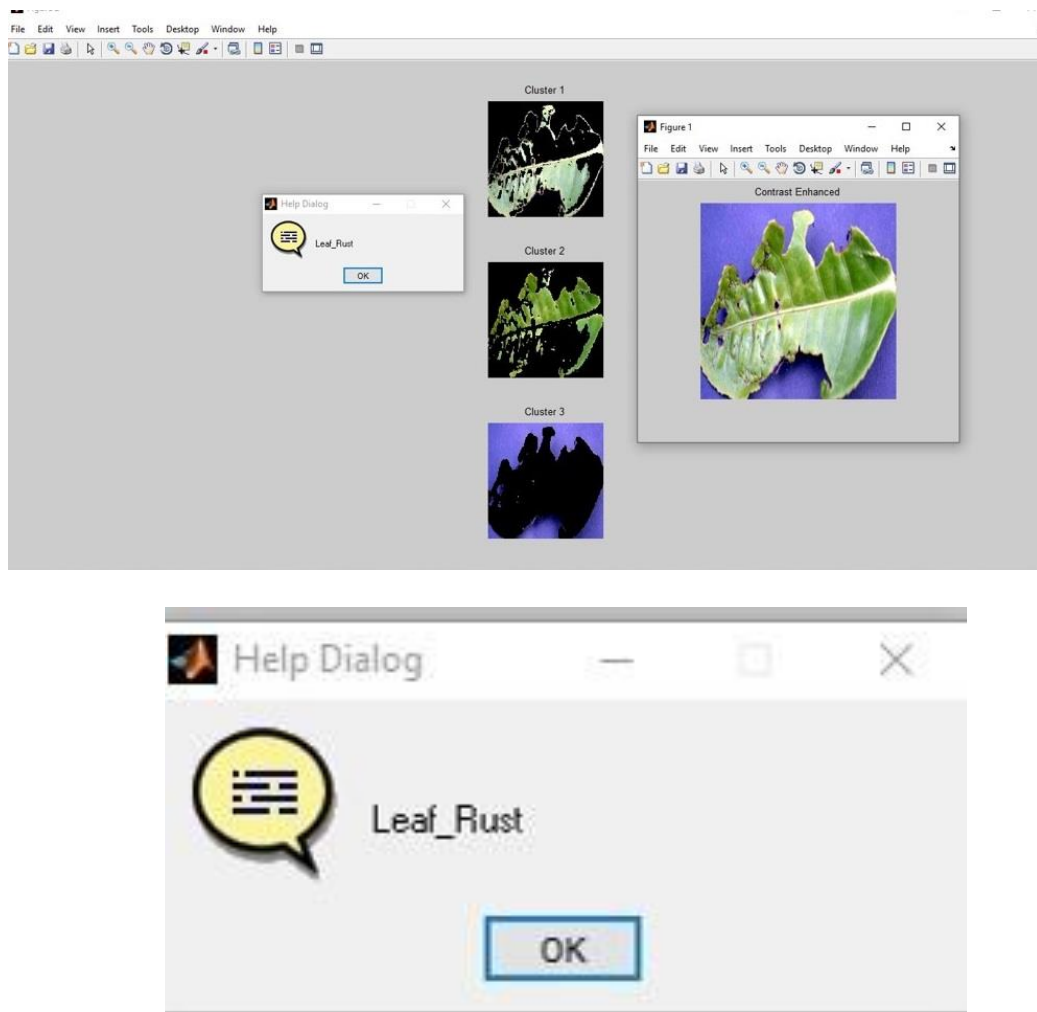 File Edit View Insert Tools Desktop Window Help
Cluster 1
Figure 1
File Edit View Insert Tools Desktop Window Help
Contrast Enhanced
Help Dialog
Leaf_Rust
OK
Cluster 2
Cluster 3
Help Dialog
Leaf_Rust
OK